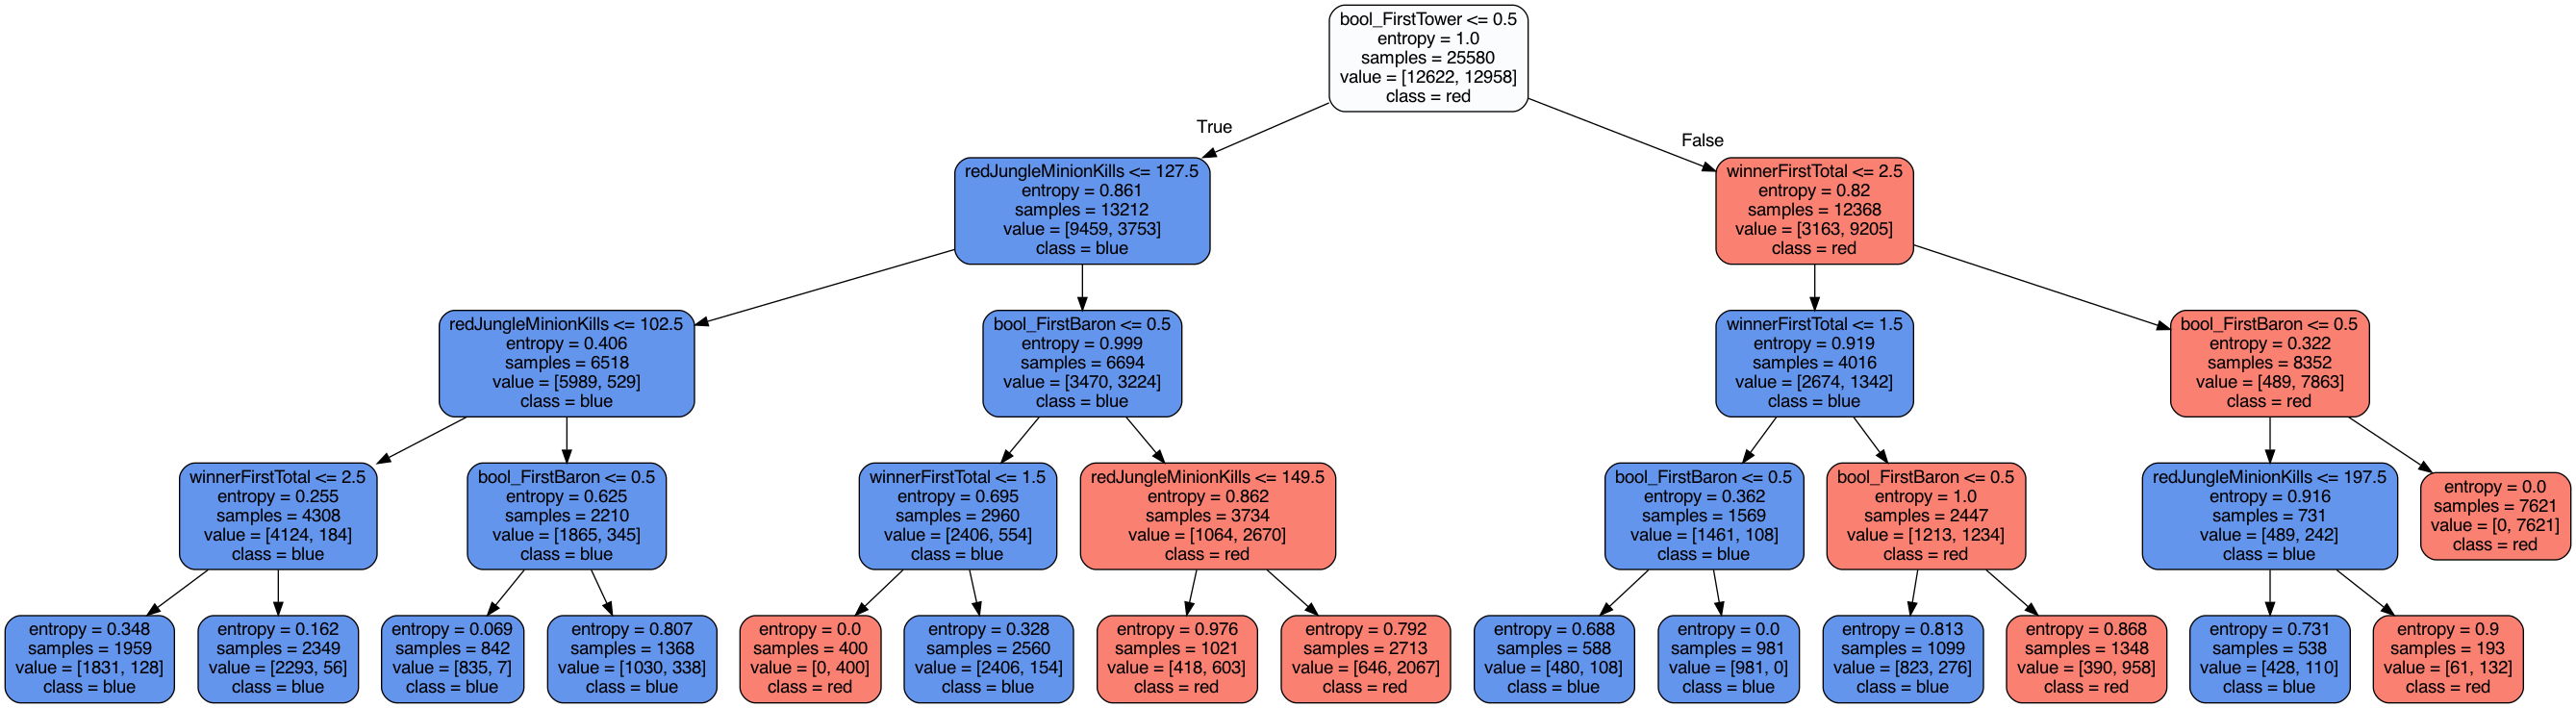 bool_FirstTower <= 0.5
entropy = 1.0
samples = 25580
value = [12622, 12958]
class = red
True
False
redJungleMinionKills <= 127.5
entropy = 0.861
samples = 13212
value = [9459, 3753]
class = blue
winnerFirstTotal <= 2.5
entropy = 0.82
samples = 12368
value = [3163, 9205]
class = red
redJungleMinionKills <= 102.5
entropy = 0.406
samples = 6518
value = [5989, 529]
class = blue
bool_FirstBaron <= 0.5
entropy = 0.999
samples = 6694
value = [3470, 3224]
class = blue
winnerFirstTotal <= 1.5
entropy = 0.919
samples = 4016
value = [2674, 1342]
class = blue
bool_FirstBaron <= 0.5
entropy = 0.322
samples = 8352
value = [489, 7863]
class = red
winnerFirstTotal <= 2.5
entropy = 0.255
samples = 4308
value = [4124, 184]
class = blue
bool_FirstBaron <= 0.5
entropy = 0.625
samples = 2210
value = [1865, 345]
class = blue
winnerFirstTotal <= 1.5
entropy = 0.695
samples = 2960
value = [2406, 554]
class = blue
redJungleMinionKills <= 149.5
entropy = 0.862
samples = 3734
value = [1064, 2670]
class = red
bool_FirstBaron <= 0.5
entropy = 0.362
samples = 1569
value = [1461, 108]
class = blue
bool_FirstBaron <= 0.5
entropy = 1.0
samples = 2447
value = [1213, 1234]
class = red
redJungleMinionKills <= 197.5
entropy = 0.916
samples = 731
value = [489, 242]
class = blue
entropy = 0.0
samples = 7621
value = [0, 7621]
class = red
entropy = 0.348
samples = 1959
value = [1831, 128]
class = blue
entropy = 0.162
samples = 2349
value = [2293, 56]
class = blue
entropy = 0.069
samples = 842
value = [835, 7]
class = blue
entropy = 0.807
samples = 1368
value = [1030, 338]
class = blue
entropy = 0.0
samples = 400
value = [0, 400]
class = red
entropy = 0.328
samples = 2560
value = [2406, 154]
class = blue
entropy = 0.976
samples = 1021
value = [418, 603]
class = red
entropy = 0.792
samples = 2713
value = [646, 2067]
class = red
entropy = 0.688
samples = 588
value = [480, 108]
class = blue
entropy = 0.0
samples = 981
value = [981, 0]
class = blue
entropy = 0.813
samples = 1099
value = [823, 276]
class = blue
entropy = 0.868
samples = 1348
value = [390, 958]
class = red
entropy = 0.731
samples = 538
value = [428, 110]
class = blue
entropy = 0.9
samples = 193
value = [61, 132]
class = red